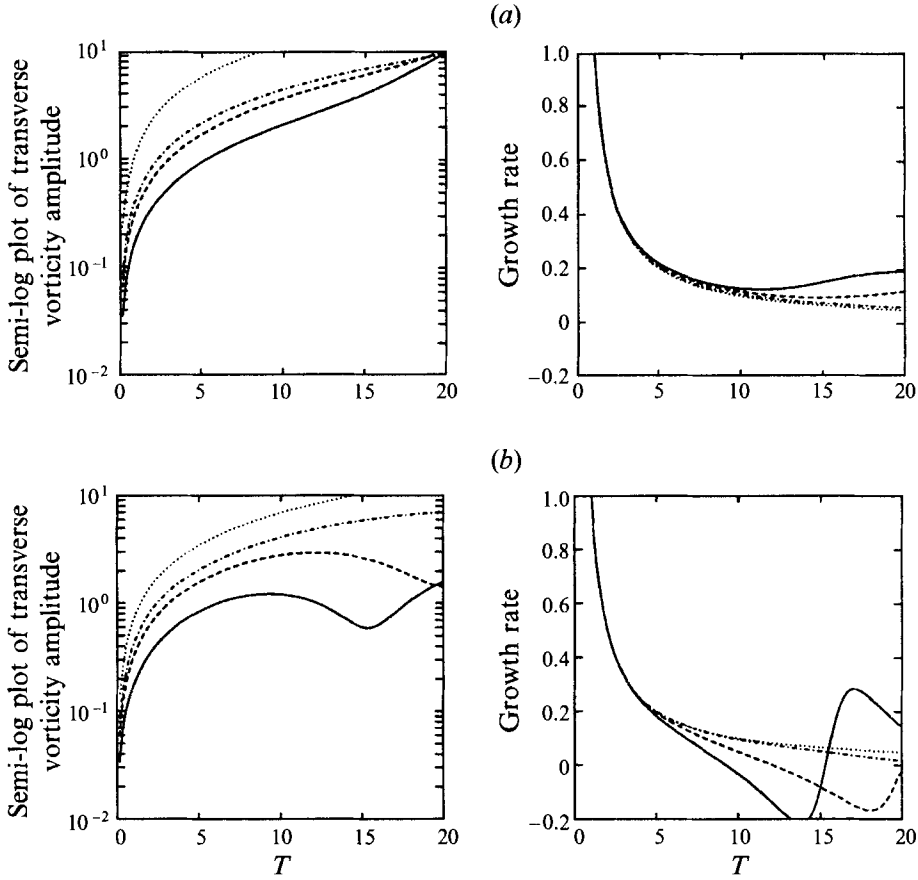 (a)
Semi-log plot of transverse
vorticity amplitude
10^1
10^0
10^-1
10^-2
0 5 10 15 20
Growth rate
1.0
0.8
0.6
0.4
0.2
0
−0.2
0 5 10 15 20
(b)
Semi-log plot of transverse
vorticity amplitude
10^1
10^0
10^-1
10^-2
0 5 10 15 20
T
Growth rate
1.0
0.8
0.6
0.4
0.2
0
−0.2
0 5 10 15 20
T